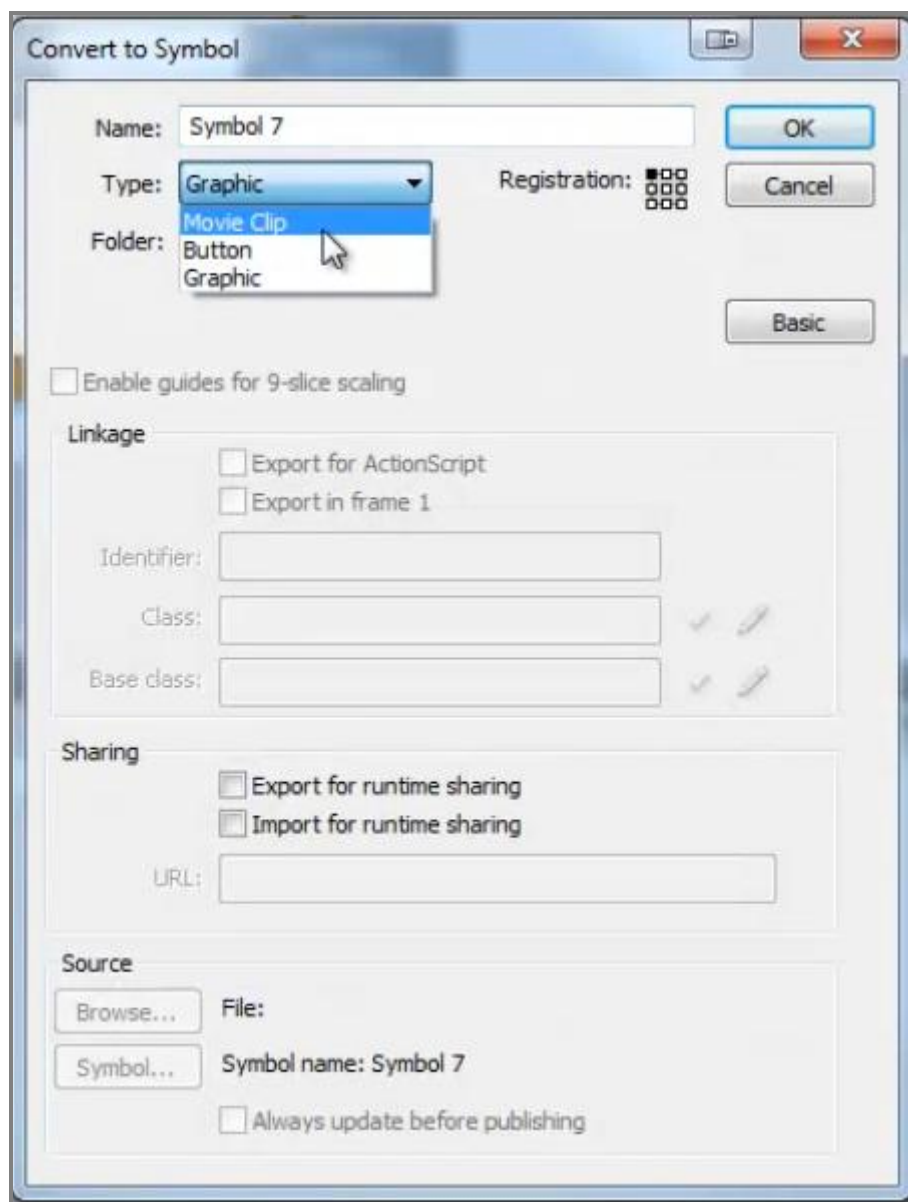 Convert to Symbol
Name: Symbol 7 OK
Type: Graphic Registration: Cancel
Movie Clip
Folder: Button
Graphic
Basic
Enable guides for 9-slice scaling
Linkage
Export for ActionScript
Export in frame 1
Identifier:
Class:
Base class:
Sharing
Export for runtime sharing
Import for runtime sharing
URL:
Source
Browse... File:
Symbol... Symbol name: Symbol 7
Always update before publishing